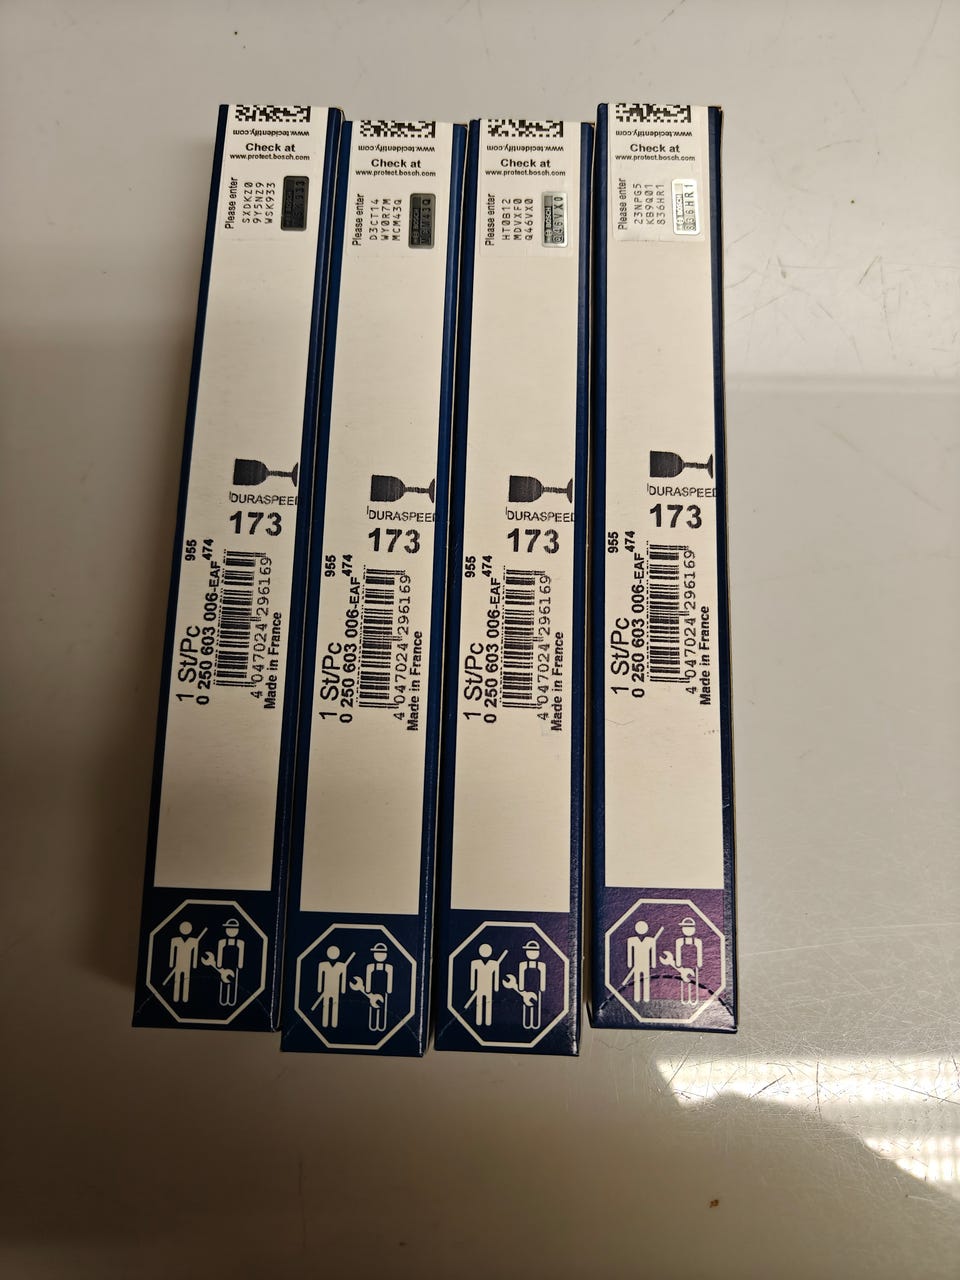 www.tecidentify.com
Check at
www.protect.bosch.com
Please enter
SXDKZ0
9Y5NZ9
WSK933
DURASPEED
173
955
474
1 St/Pc
0 250 603 006-EAF
4 047024 296169
Made in France
www.tecidentify.com
Check at
www.protect.bosch.com
Please enter
D3CT14
WY0R7M
MCM43Q
BOSCH
MCM43Q
DURASPEED
173
955
474
1 St/Pc
0 250 603 006-EAF
4 047024 296169
Made in France
www.tecidentify.com
Check at
www.protect.bosch.com
Please enter
HT0B12
MDVXF0
Q46VX0
BOSCH
Q46VX0
DURASPEED
173
955
474
1 St/Pc
0 250 603 006-EAF
4 047024 296169
Made in France
www.tecidentify.com
Check at
www.protect.bosch.com
Please enter
23NPG5
KB9Q01
836HR1
BOSCH
836HR1
DURASPEED
173
955
474
1 St/Pc
0 250 603 006-EAF
4 047024 296169
Made in France